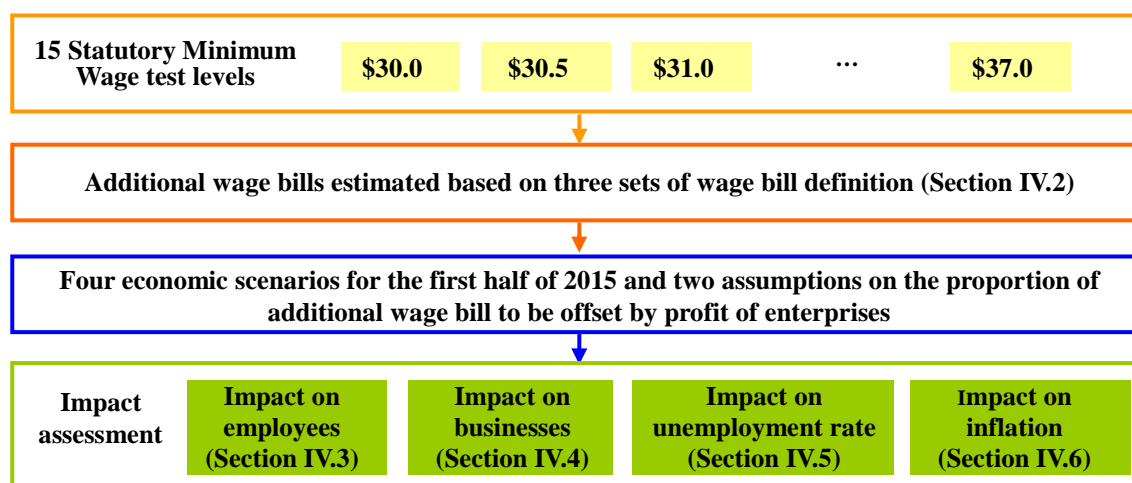 15 Statutory Minimum
Wage test levels
$30.0
$30.5
$31.0
...
$37.0
Additional wage bills estimated based on three sets of wage bill definition (Section IV.2)
Four economic scenarios for the first half of 2015 and two assumptions on the proportion of
additional wage bill to be offset by profit of enterprises
Impact
assessment
Impact on
employees
(Section IV.3)
Impact on
businesses
(Section IV.4)
Impact on
unemployment rate
(Section IV.5)
Impact on
inflation
(Section IV.6)